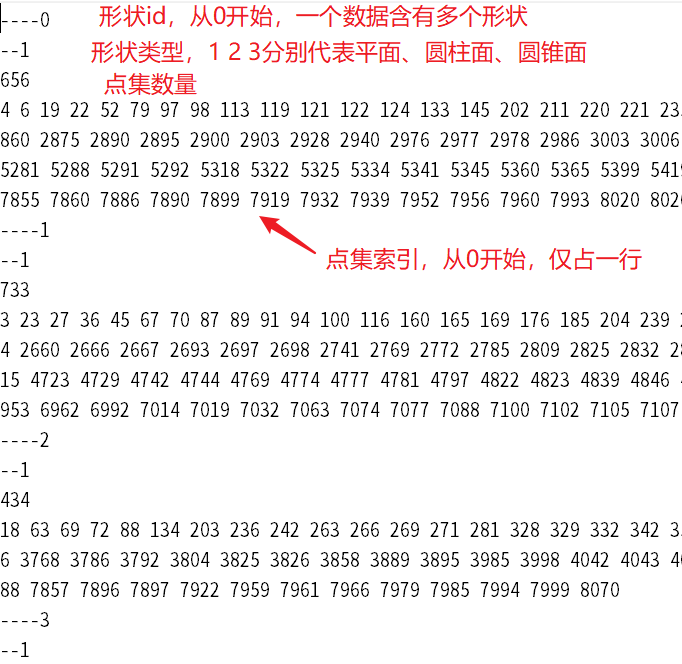 ----0
形状id，从0开始，一个数据含有多个形状
--1
形状类型，1 2 3分别代表平面、圆柱面、圆锥面
656
点集数量
4 6 19 22 52 79 97 98 113 119 121 122 124 133 145 202 211 220 221
860 2875 2890 2895 2900 2903 2928 2940 2976 2977 2978 2986 3003 3006
5281 5288 5291 5292 5318 5322 5325 5334 5341 5345 5360 5365 5399
7855 7860 7886 7890 7899 7919 7932 7939 7952 7956 7960 7993 8020
----1
点集索引，从0开始，仅占一行
--1
733
3 23 27 36 45 67 70 87 89 91 94 100 116 160 165 169 176 185 204 239
4 2660 2666 2667 2693 2697 2698 2741 2769 2772 2785 2809 2825 2832
15 4723 4729 4742 4744 4769 4774 4777 4781 4797 4822 4823 4839 4846
953 6962 6992 7014 7019 7032 7063 7074 7077 7088 7100 7102 7105 7107
----2
--1
434
18 63 69 72 88 134 203 236 242 263 266 269 271 281 328 329 332 342
6 3768 3786 3792 3804 3825 3826 3858 3889 3895 3985 3998 4042 4043
88 7857 7896 7897 7922 7959 7961 7966 7979 7985 7994 7999 8070
----3
--1